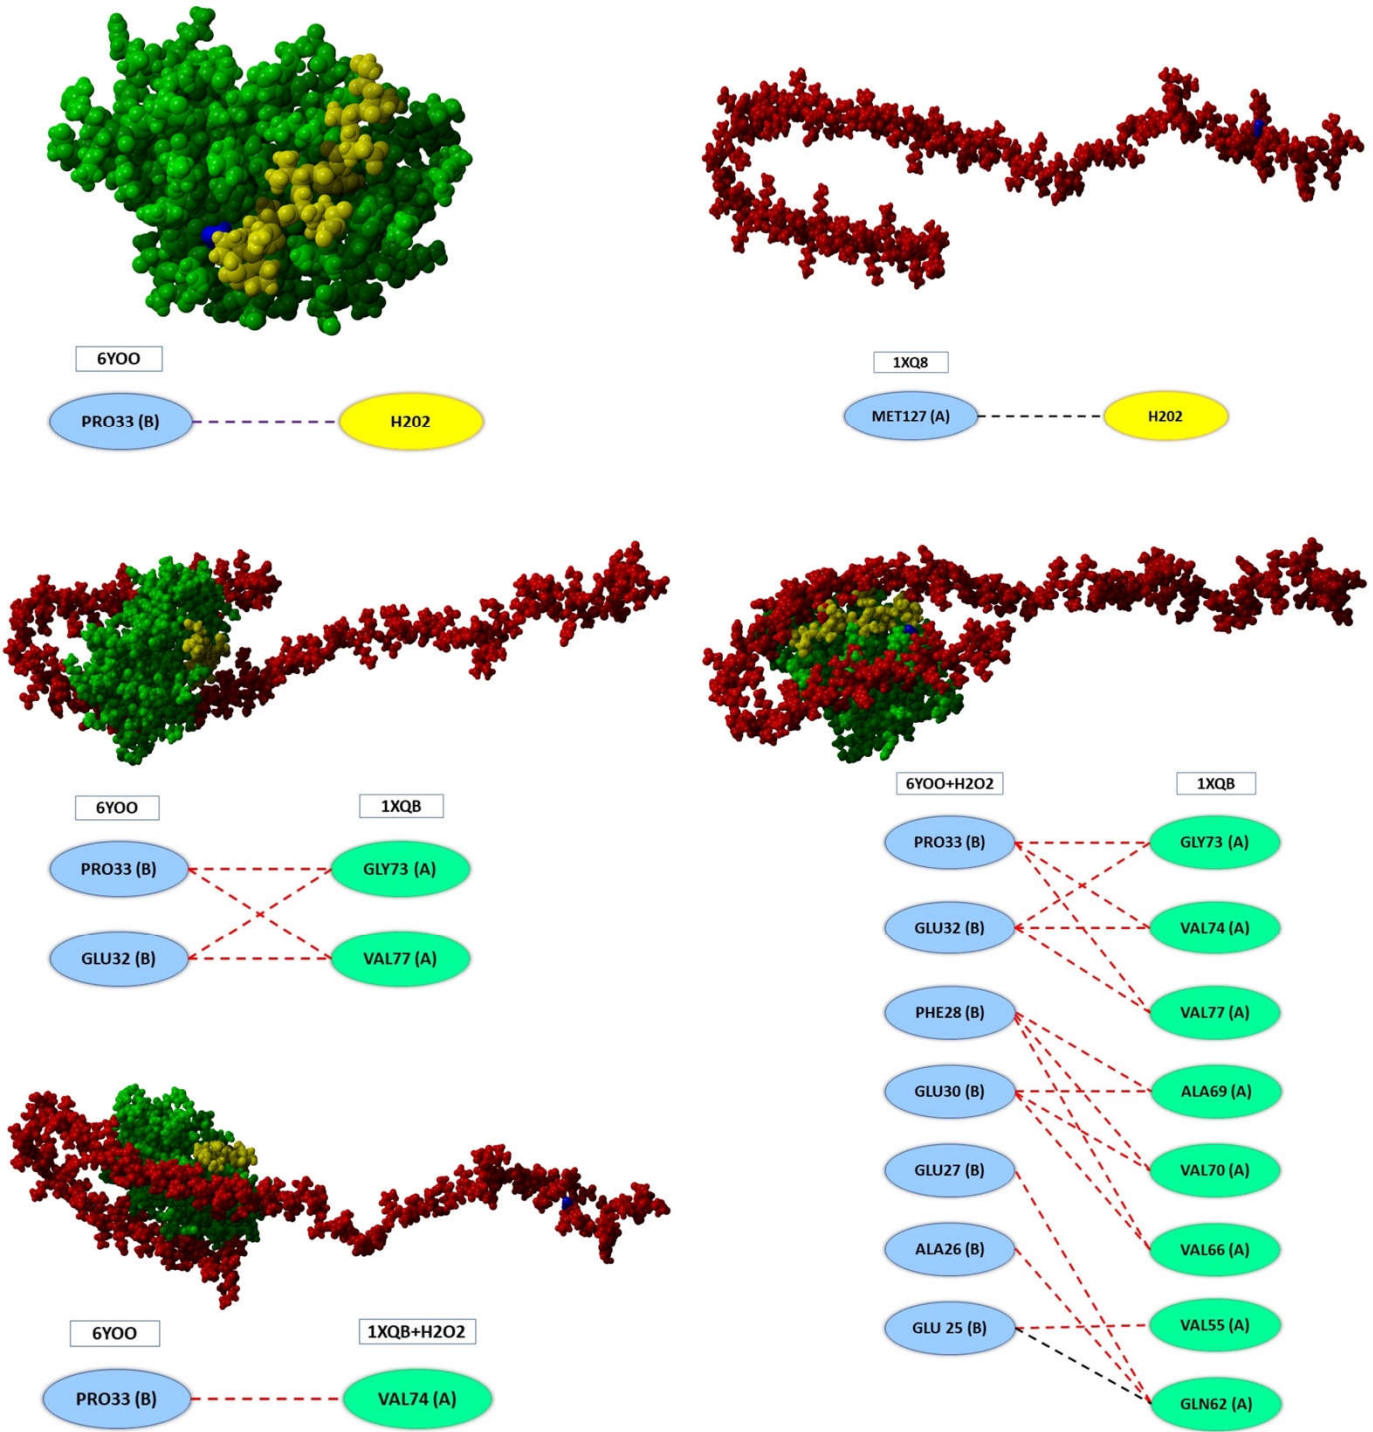 6YOO
PRO33 (B)
H202
1XQ8
MET127 (A)
H202
6YOO
1XQB
PRO33 (B)
GLY73 (A)
GLU32 (B)
VAL77 (A)
6YOO+H2O2
1XQB
PRO33 (B)
GLY73 (A)
GLU32 (B)
VAL74 (A)
PHE28 (B)
VAL77 (A)
GLU30 (B)
ALA69 (A)
GLU27 (B)
VAL70 (A)
ALA26 (B)
VAL66 (A)
GLU 25 (B)
VAL55 (A)
GLN62 (A)
6YOO
1XQB+H2O2
PRO33 (B)
VAL74 (A)